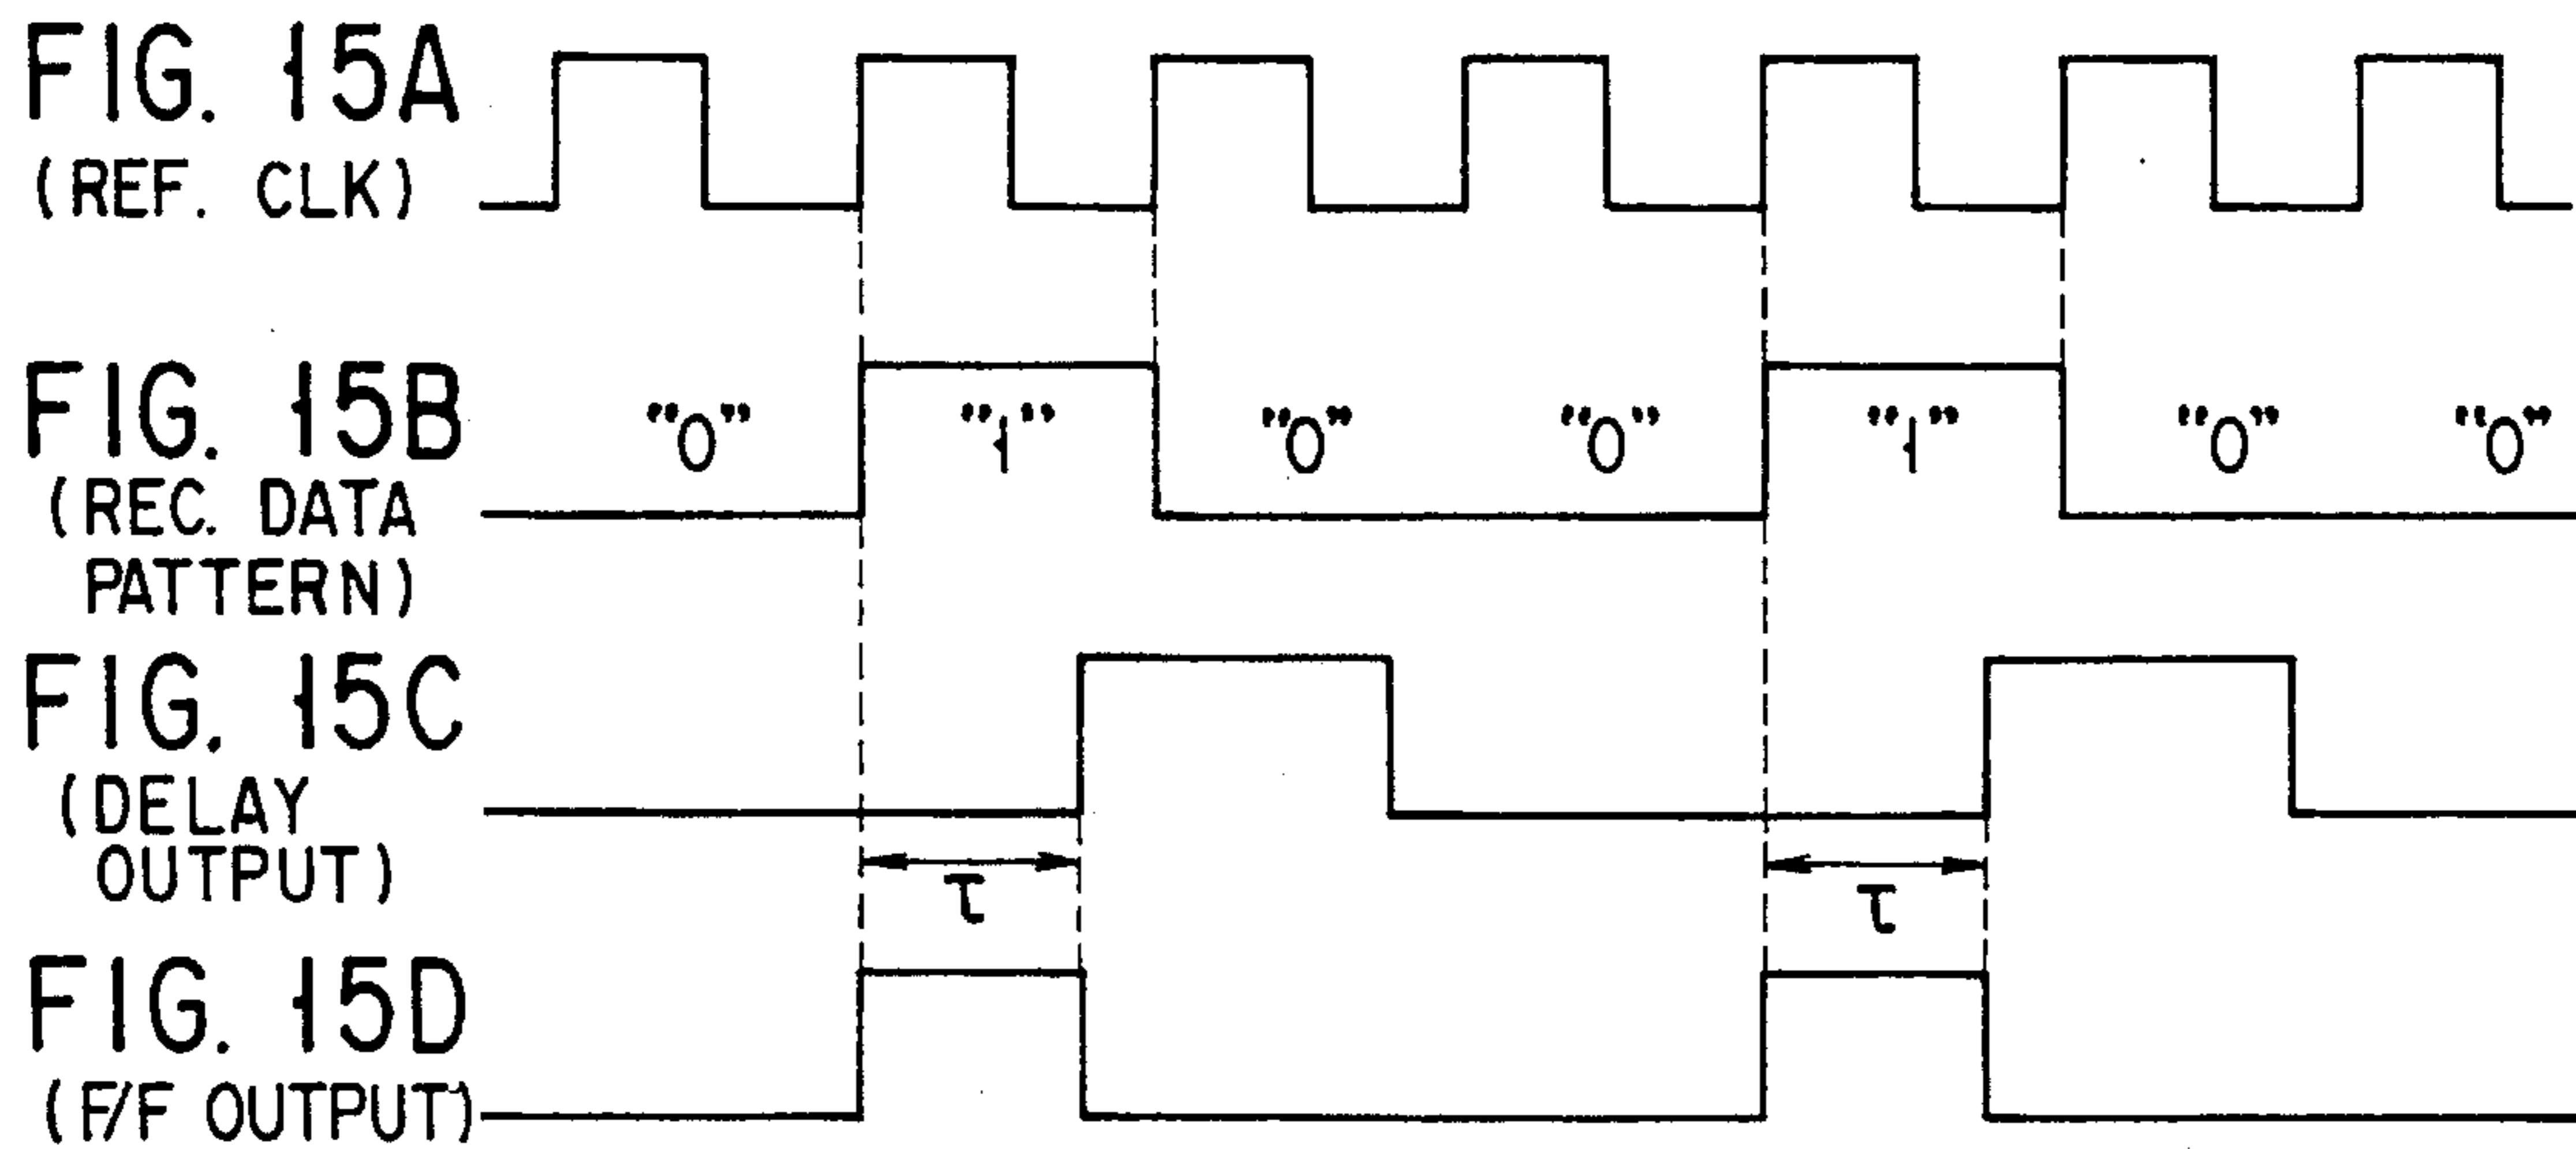 FIG. 15A
(REF. CLK)
FIG. 15B
(REC. DATA
PATTERN)
"0" "1" "0" "0" "1" "0" "0"
FIG. 15C
(DELAY
OUTPUT)
τ τ
FIG. 15D
(F/F OUTPUT)